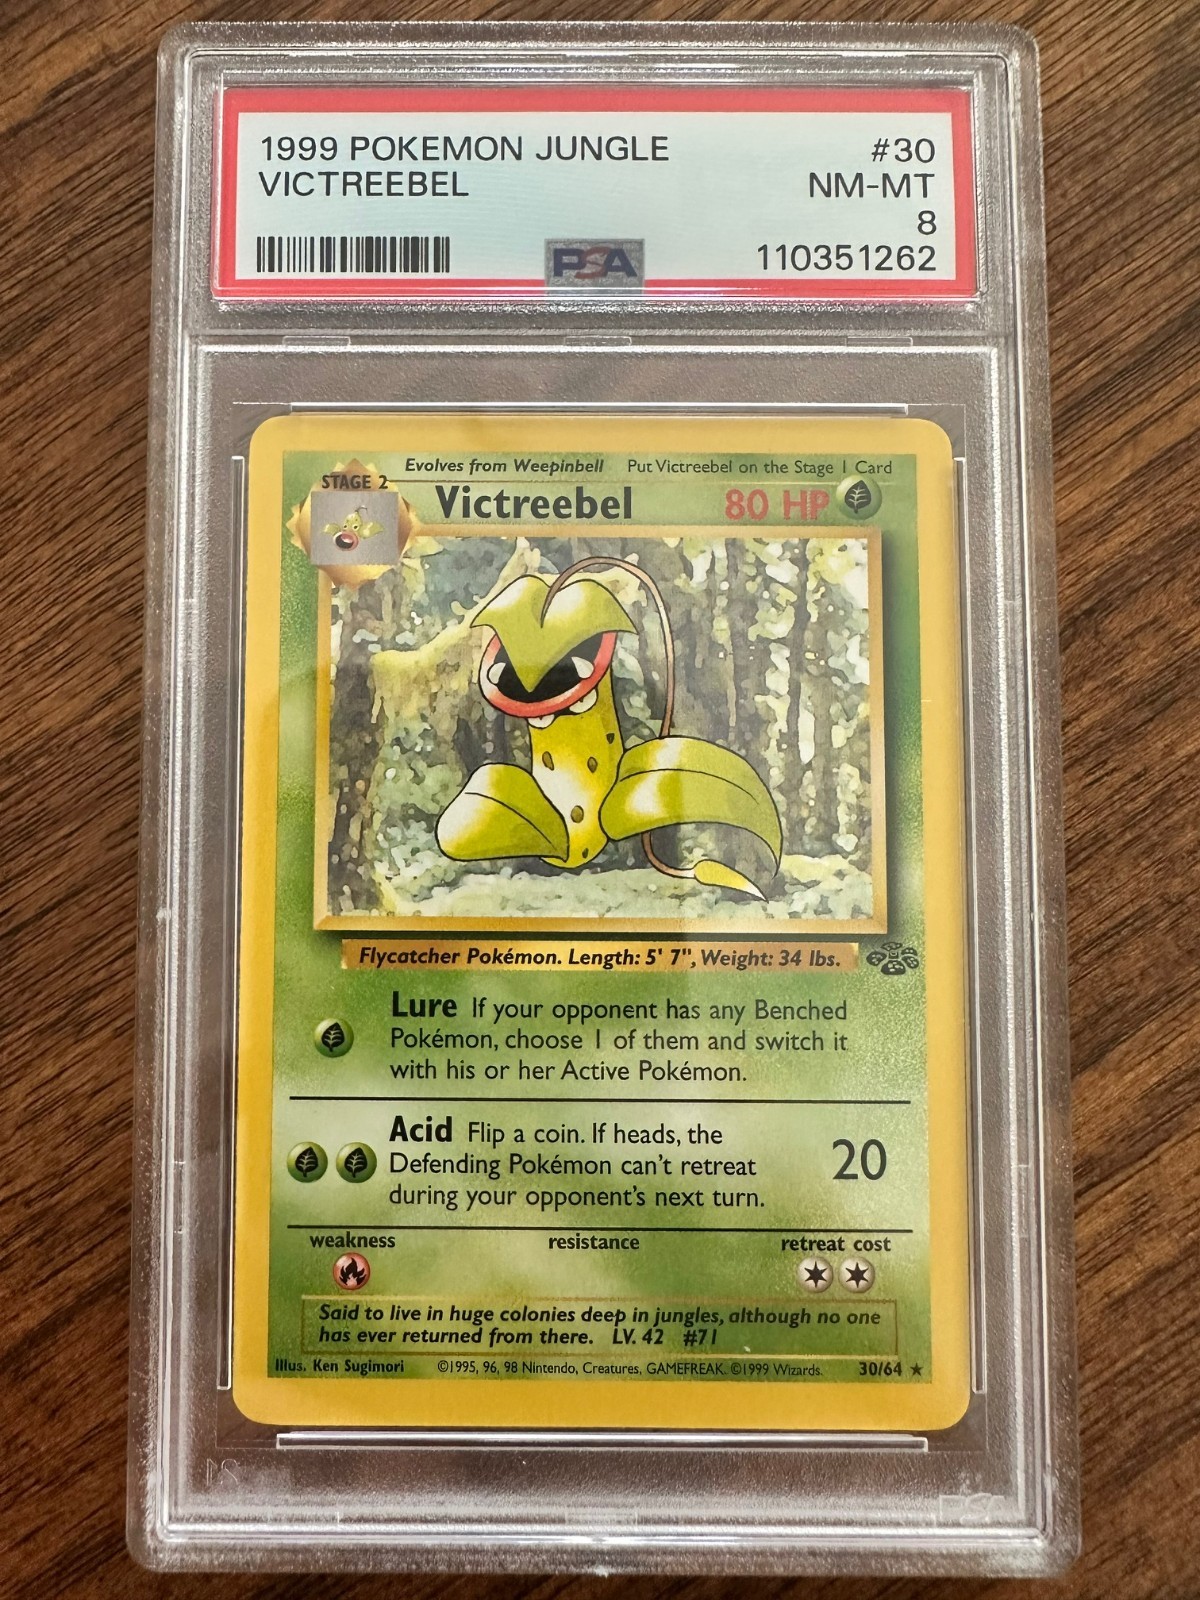 1999 POKEMON JUNGLE #30
VICTREEBEL NM-MT
8
PSA 110351262
Evolves from Weepinbell Put Victreebel on the Stage 1 Card
STAGE 2
Victreebel 80 HP
Flycatcher Pokémon. Length: 5' 7", Weight: 34 lbs.
Lure If your opponent has any Benched
Pokémon, choose 1 of them and switch it
with his or her Active Pokémon.
Acid Flip a coin. If heads, the
Defending Pokémon can't retreat 20
during your opponent's next turn.
weakness resistance retreat cost
Said to live in huge colonies deep in jungles, although no one
has ever returned from there. LV. 42 #71
Illus. Ken Sugimori ©1995, 96, 98 Nintendo, Creatures, GAMEFREAK. ©1999 Wizards. 30/64 ★
PSA